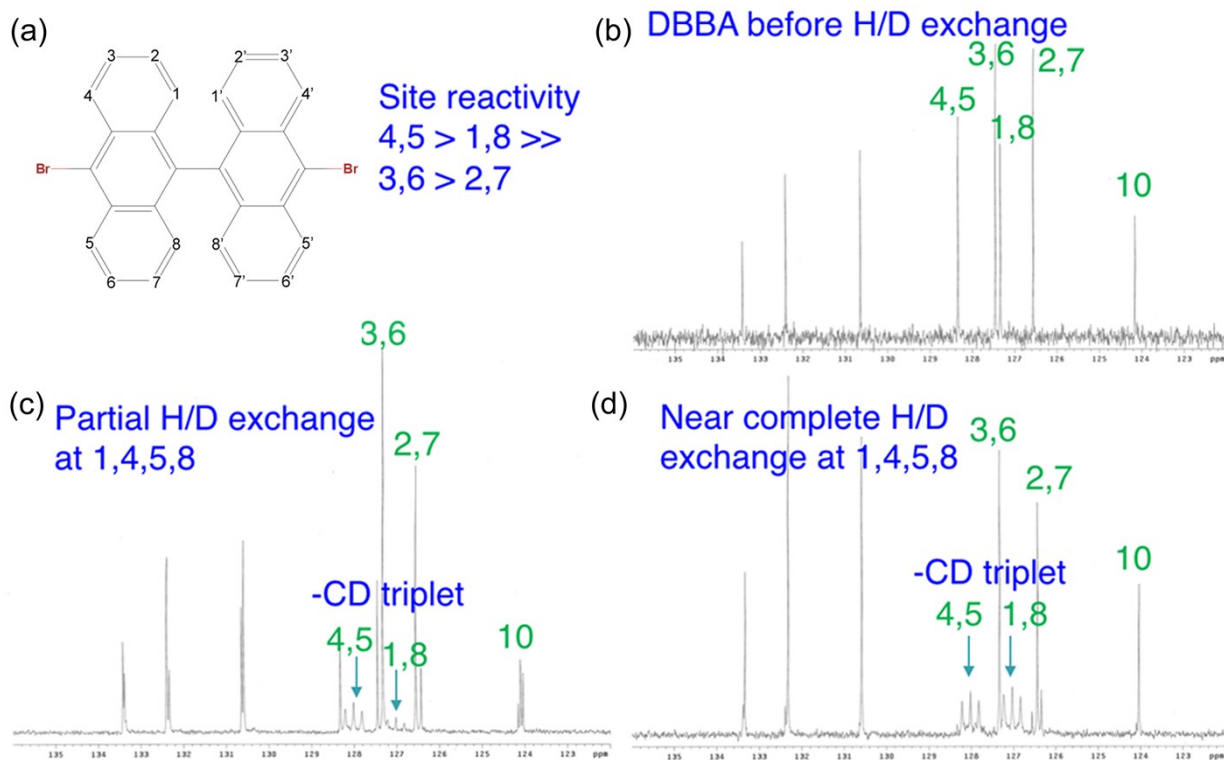 (a)
3
2
2'
3'
4
1
1'
4'
Br
Br
5
8
8'
5'
6
7
7'
6'
Site reactivity
4,5 > 1,8 >>
3,6 > 2,7
(b) DBBA before H/D exchange
3,6
2,7
4,5
1,8
10
135 134 133 132 131 130 129 128 127 126 125 124 123 ppm
(c) Partial H/D exchange
at 1,4,5,8
3,6
2,7
-CD triplet
4,5
1,8
10
135 134 133 132 131 130 129 128 127 126 125 124 123 ppm
(d) Near complete H/D
exchange at 1,4,5,8
3,6
2,7
-CD triplet
4,5
1,8
10
135 134 133 132 131 130 129 128 127 126 125 124 123 ppm